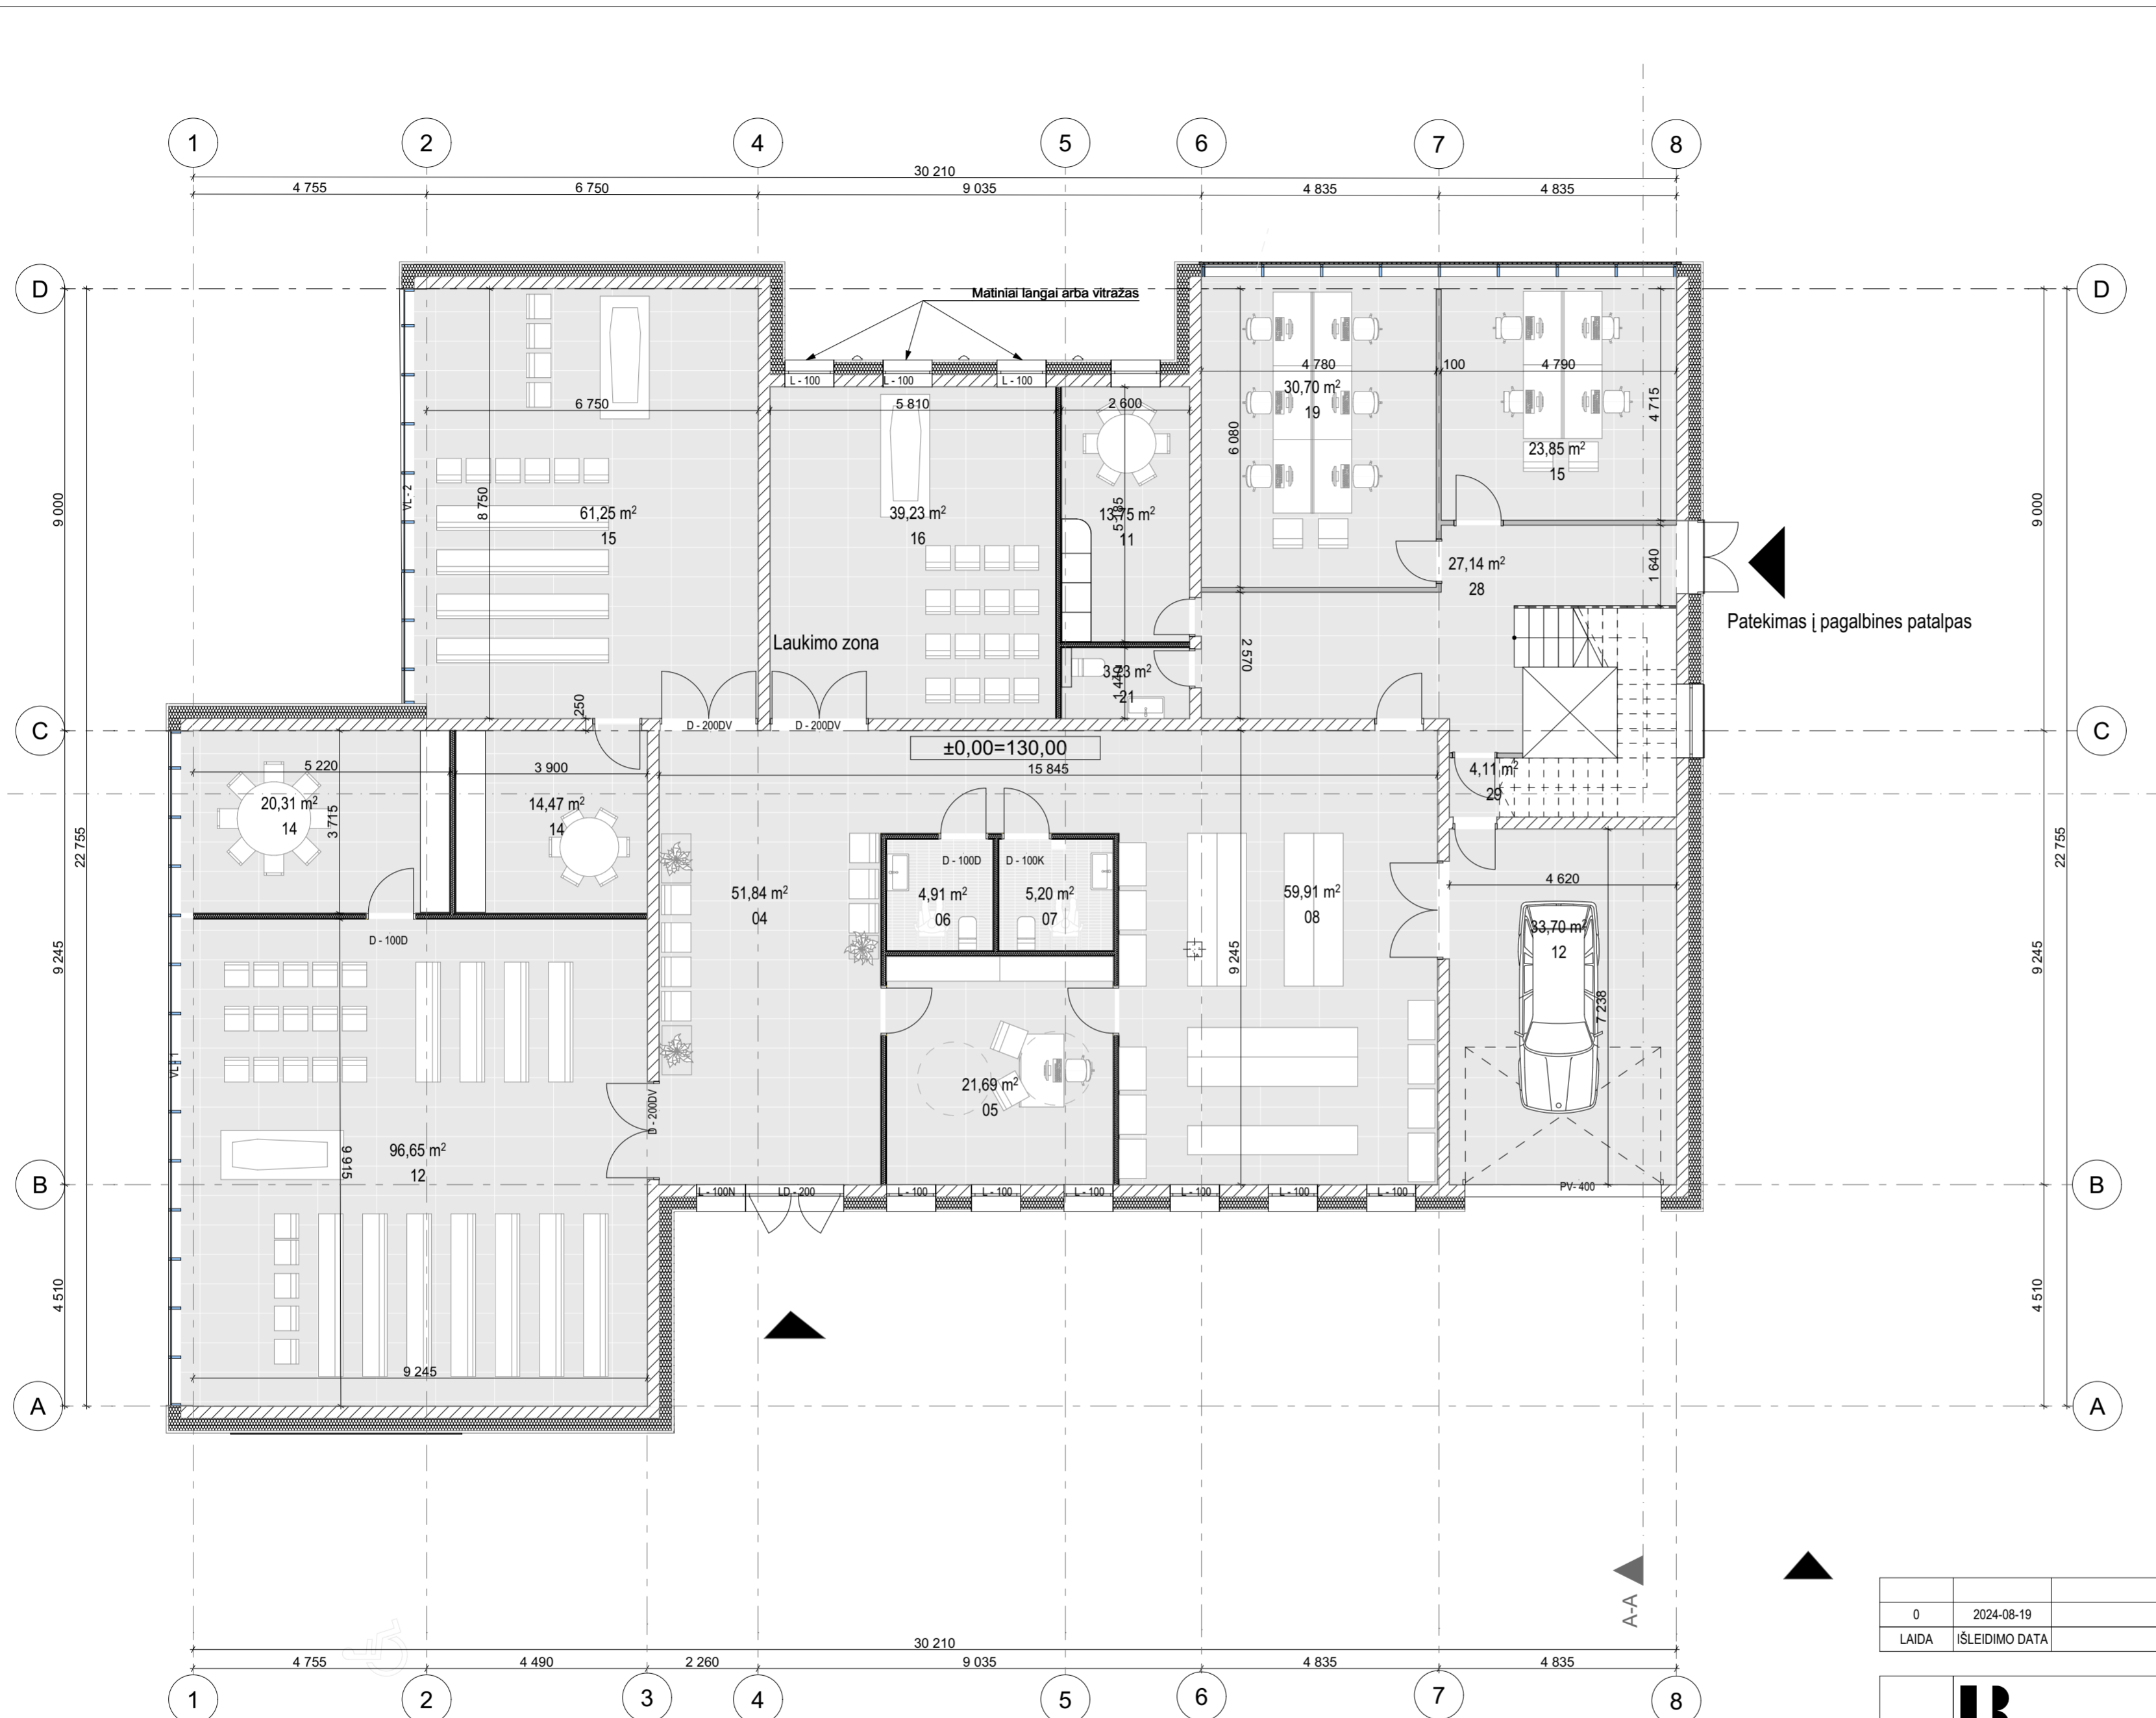 1 2 4 5 6 7 8
30 210
4 755 6 750 9 035 4 835 4 835
D D
Matiniai langai arba vitražas
L - 100 L - 100 L - 100
4 780 100 4 790
30,70 m²
19
6 750 5 810 2 600
4 715
6 080
23,85 m²
15
VL - 2
8 750
9 000 9 000
61,25 m²
15
39,23 m²
16
13,75 m²
11
5 185
27,14 m²
28
1 640
Patekimas į pagalbines patalpas
Laukimo zona
2 570
3,73 m²
21
250
D - 200DV D - 200DV
C C
±0,00=130,00
15 845
5 220 3 900
4,11 m²
29
20,31 m²
14
3 715
14,47 m²
14
22 755 22 755
D - 100D D - 100K
4 620
51,84 m²
04
4,91 m²
06
5,20 m²
07
59,91 m²
08
33,70 m²
12
D - 100D
9 245 9 245 9 245
7 238
VL - 1
21,69 m²
05
D - 200DV
96,65 m²
12
9 915
B B
L - 100N LD - 200 L - 100 L - 100 L - 100 L - 100 L - 100 L - 100 PV- 400
4 510 4 510
9 245
A A
A-A
0 2024-08-19
LAIDA IŠLEIDIMO DATA
30 210
4 755 4 490 2 260 9 035 4 835 4 835
1 2 3 4 5 6 7 8